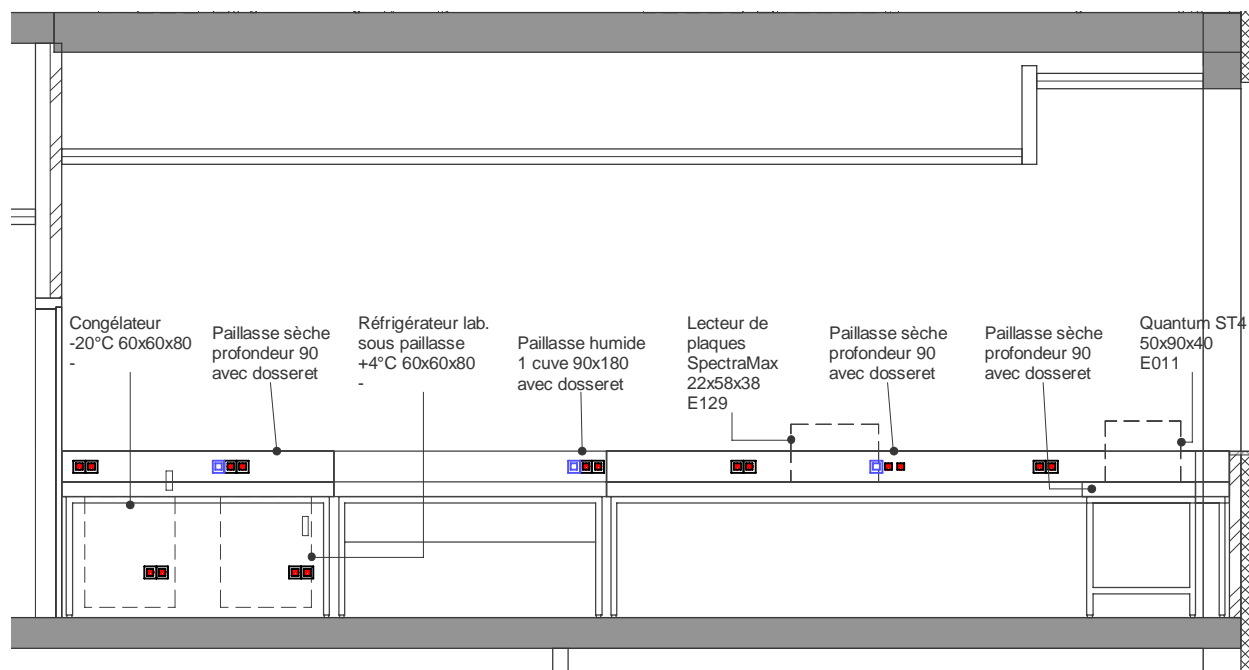 Congélateur
-20°C 60x60x80
-
Paillasse sèche
profondeur 90
avec dosseret
Réfrigérateur lab.
sous paillasse
+4°C 60x60x80
-
Paillasse humide
1 cuve 90x180
avec dosseret
Lecteur de
plaques
SpectraMax
22x58x38
E129
Paillasse sèche
profondeur 90
avec dosseret
Paillasse sèche
profondeur 90
avec dosseret
Quantum ST4
50x90x40
E011